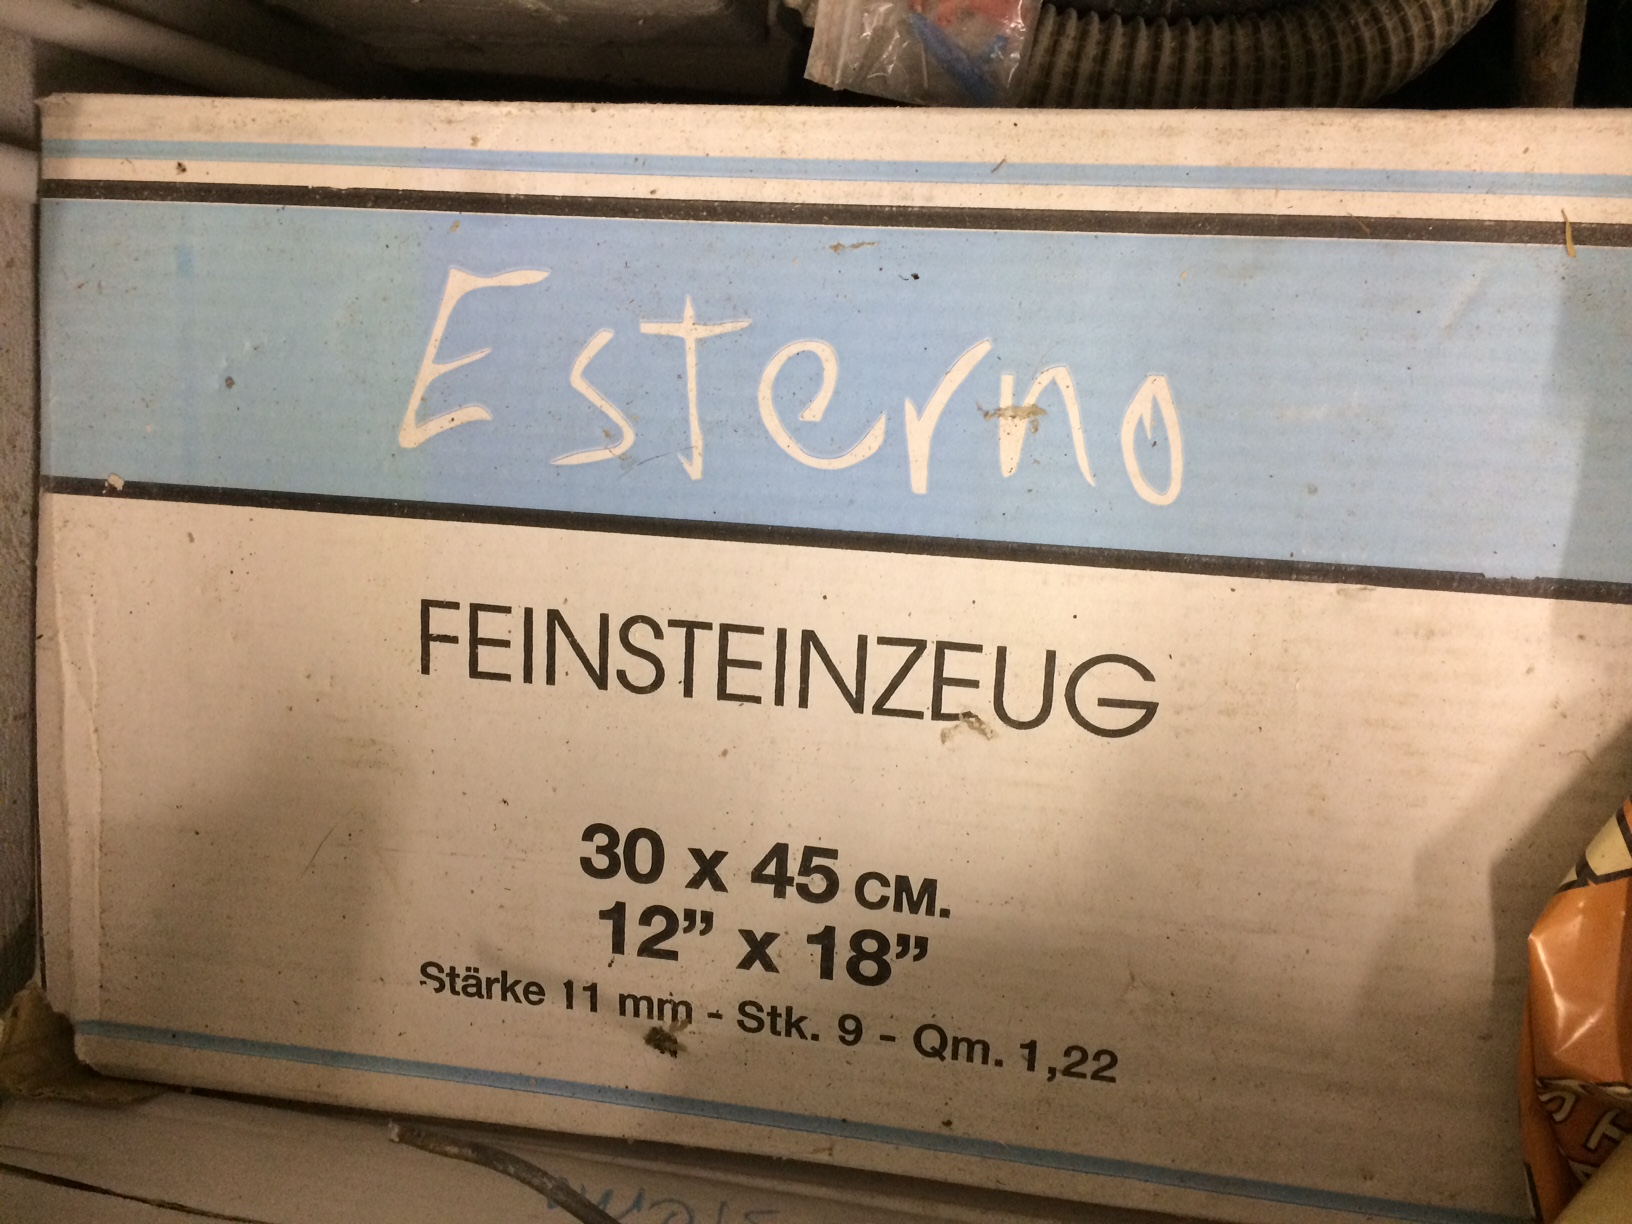 Esterno
FEINSTEINZEUG
30 x 45 CM.
12” x 18”
Stärke 11 mm - Stk. 9 - Qm. 1,22